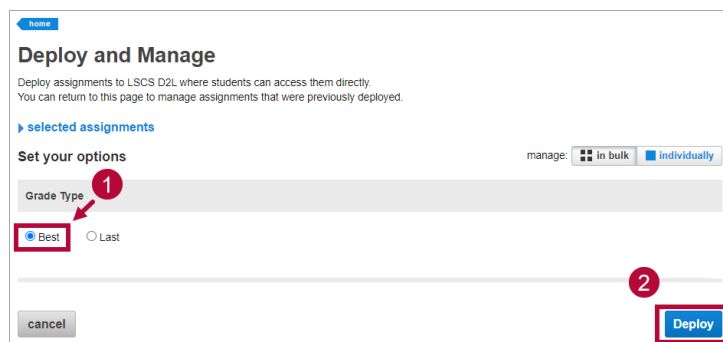 home
Deploy and Manage
Deploy assignments to LSCS D2L where students can access them directly.
You can return to this page to manage assignments that were previously deployed.
selected assignments
Set your options
manage: in bulk individually
Grade Type
1
Best Last
2
cancel Deploy